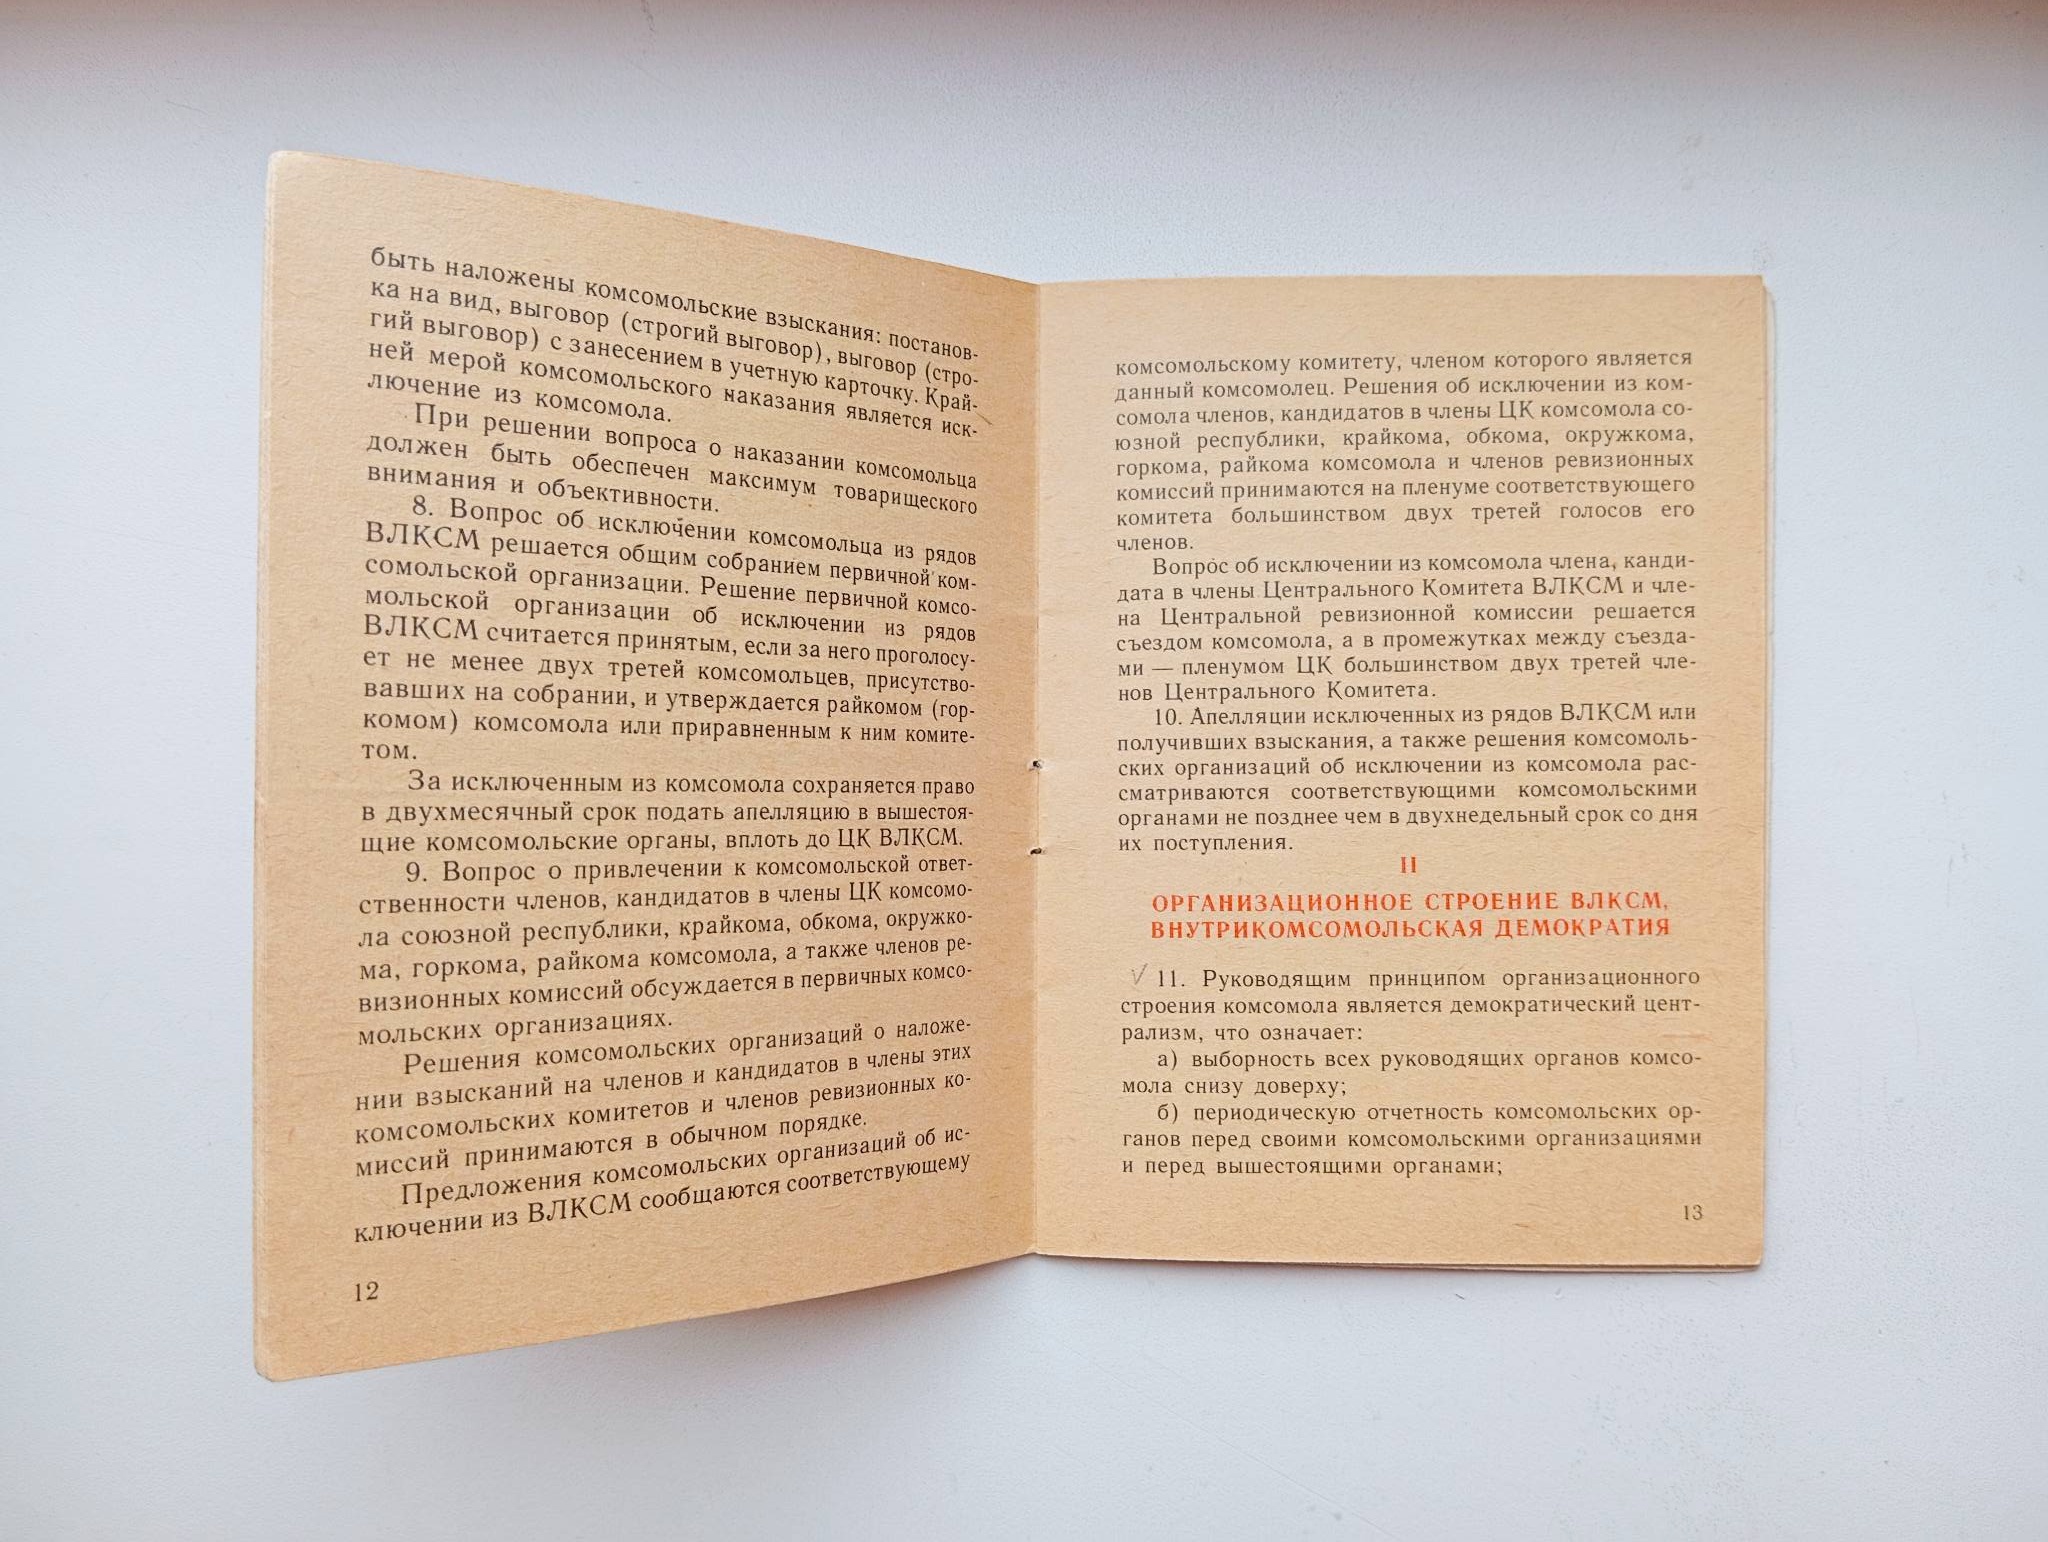 быть наложены комсомольские взыскания: постанов-
ка на вид, выговор (строгий выговор), выговор (стро-
гий выговор) с занесением в учетную карточку. Край-
ней мерой комсомольского наказания является иск-
лючение из комсомола.
При решении вопроса о наказании комсомольца
должен быть обеспечен максимум товарищеского
внимания и объективности.
8. Вопрос об исключении комсомольца из рядов
ВЛКСМ решается общим собранием первичной ком-
сомольской организации. Решение первичной комсо-
мольской организации об исключении из рядов
ВЛКСМ считается принятым, если за него проголосу-
ет не менее двух третей комсомольцев, присутство-
вавших на собрании, и утверждается райкомом (гор-
комом) комсомола или приравненным к ним комите-
том.
За исключенным из комсомола сохраняется право
в двухмесячный срок подать апелляцию в вышестоя-
щие комсомольские органы, вплоть до ЦК ВЛКСМ.
9. Вопрос о привлечении к комсомольской ответ-
ственности членов, кандидатов в члены ЦК комсомо-
ла союзной республики, крайкома, обкома, окружко-
ма, горкома, райкома комсомола, а также членов ре-
визионных комиссий обсуждается в первичных комсо-
мольских организациях.
Решения комсомольских организаций о наложе-
нии взысканий на членов и кандидатов в члены этих
комсомольских комитетов и членов ревизионных ко-
миссий принимаются в обычном порядке.
Предложения комсомольских организаций об ис-
ключении из ВЛКСМ сообщаются соответствующему
12
комсомольскому комитету, членом которого является
данный комсомолец. Решения об исключении из ком-
сомола членов, кандидатов в члены ЦК комсомола со-
юзной республики, крайкома, обкома, окружкома,
горкома, райкома комсомола и членов ревизионных
комиссий принимаются на пленуме соответствующего
комитета большинством двух третей голосов его
членов.
Вопрос об исключении из комсомола члена, канди-
дата в члены Центрального Комитета ВЛКСМ и чле-
на Центральной ревизионной комиссии решается
съездом комсомола, а в промежутках между съезда-
ми — пленумом ЦК большинством двух третей чле-
нов Центрального Комитета.
10. Апелляции исключенных из рядов ВЛКСМ или
получивших взыскания, а также решения комсомоль-
ских организаций об исключении из комсомола рас-
сматриваются соответствующими комсомольскими
органами не позднее чем в двухнедельный срок со дня
их поступления.
II
ОРГАНИЗАЦИОННОЕ СТРОЕНИЕ ВЛКСМ,
ВНУТРИКОМСОМОЛЬСКАЯ ДЕМОКРАТИЯ
√ 11. Руководящим принципом организационного
строения комсомола является демократический цент-
рализм, что означает:
а) выборность всех руководящих органов комсо-
мола снизу доверху;
б) периодическую отчетность комсомольских ор-
ганов перед своими комсомольскими организациями
и перед вышестоящими органами;
13